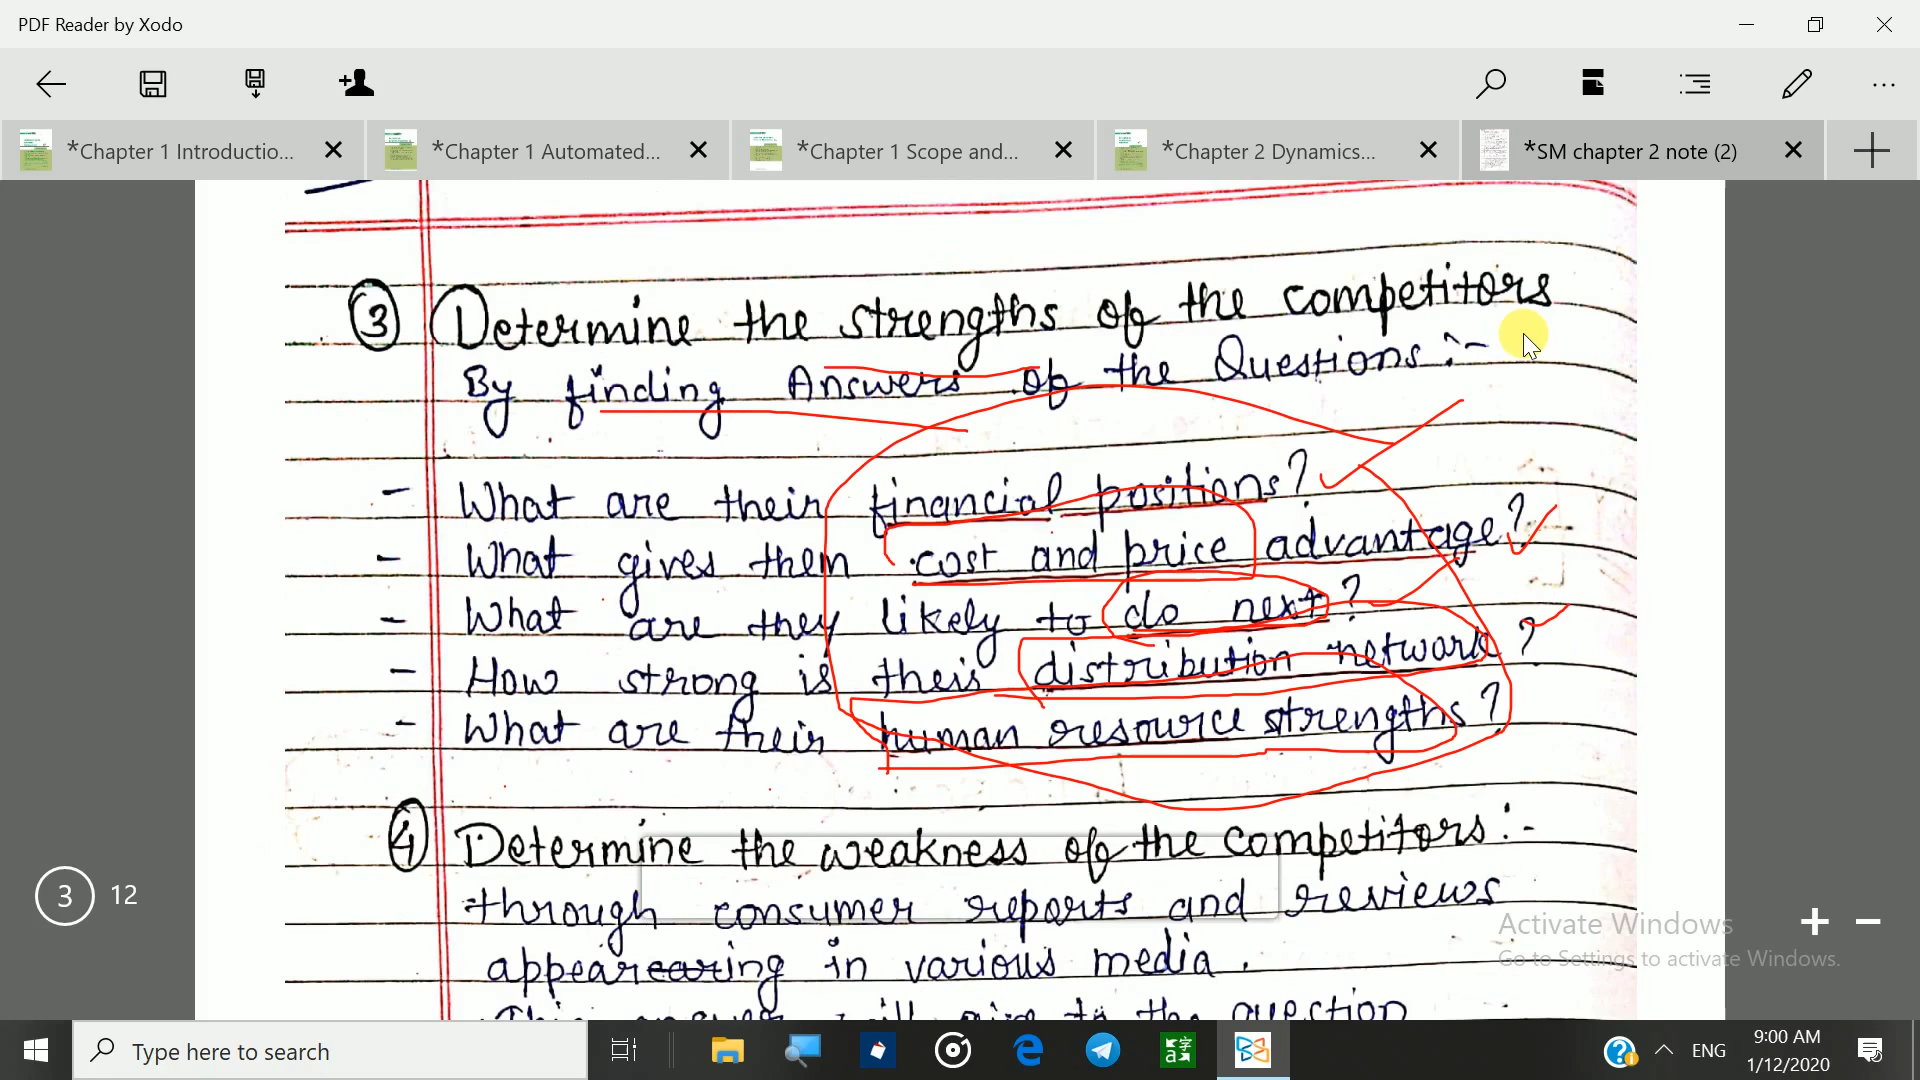 PDF Reader by Xodo
*Chapter 1 Introductio...
*Chapter 1 Automated...
*Chapter 1 Scope and...
*Chapter 2 Dynamics...
*SM chapter 2 note (2)
③ Determine the strengths of the competitors
By finding Answers of the Questions :-
- What are their financial positions?
- What gives them cost and price advantage?
- What are they likely to do next?
- How strong is their distribution network?
- What are their human resource strengths?
④ Determine the weakness of the competitors :-
through consumer reports and reviews
appearing in various media.
to the question
3 12
Activate Windows
Go to Settings to activate Windows.
Type here to search
ENG
9:00 AM
1/12/2020